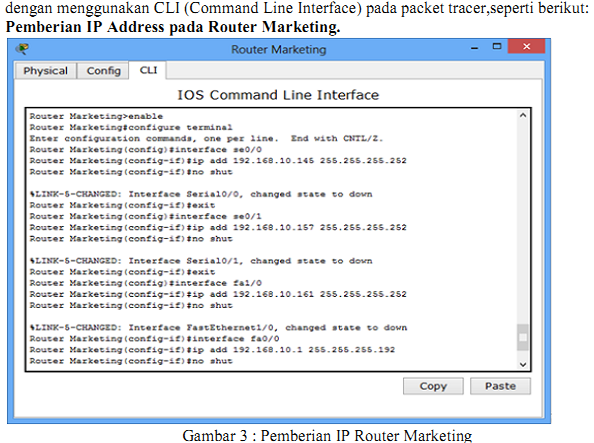 dengan menggunakan CLI (Command Line Interface) pada packet tracer,seperti berikut:
Pemberian IP Address pada Router Marketing.
Router Marketing
Physical Config CLI
IOS Command Line Interface
Router Marketing>enable
Router Marketing#configure terminal
Enter configuration commands, one per line.  End with CNTL/Z.
Router Marketing(config)#interface se0/0
Router Marketing(config-if)#ip add 192.168.10.145 255.255.255.252
Router Marketing(config-if)#no shut
%LINK-5-CHANGED: Interface Serial0/0, changed state to down
Router Marketing(config-if)#exit
Router Marketing(config)#interface se0/1
Router Marketing(config-if)#ip add 192.168.10.157 255.255.255.252
Router Marketing(config-if)#no shut
%LINK-5-CHANGED: Interface Serial0/1, changed state to down
Router Marketing(config-if)#exit
Router Marketing(config)#interface fa1/0
Router Marketing(config-if)#ip add 192.168.10.161 255.255.255.252
Router Marketing(config-if)#no shut
%LINK-5-CHANGED: Interface FastEthernet1/0, changed state to down
Router Marketing(config-if)#interface fa0/0
Router Marketing(config-if)#ip add 192.168.10.1 255.255.255.192
Router Marketing(config-if)#no shut
Copy Paste
Gambar 3 : Pemberian IP Router Marketing